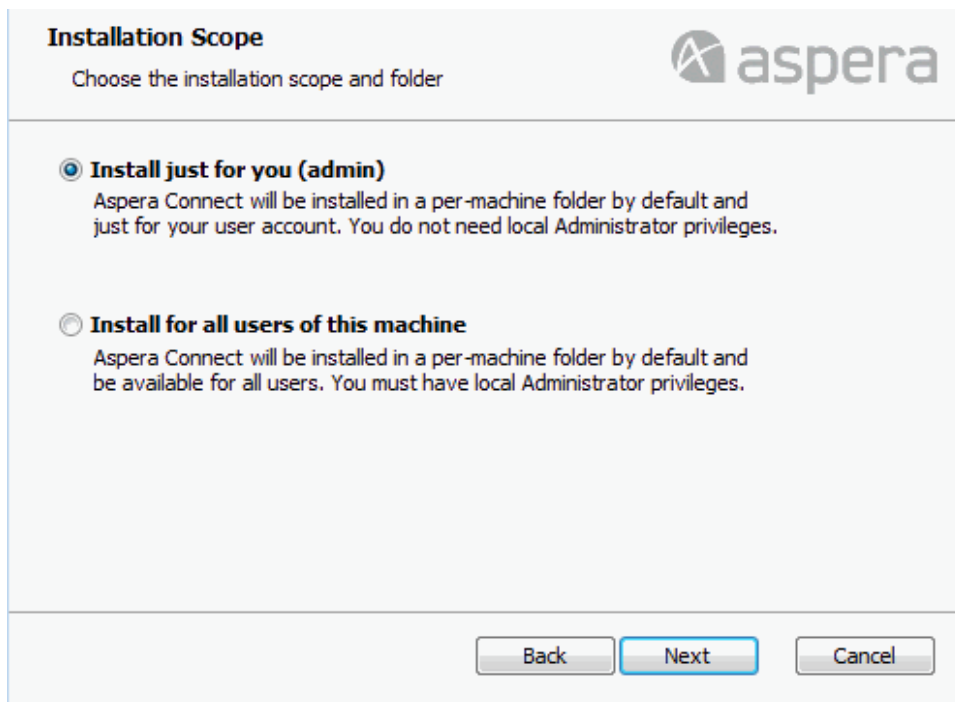 Installation Scope
Choose the installation scope and folder
aspera
Install just for you (admin)
Aspera Connect will be installed in a per-machine folder by default and
just for your user account. You do not need local Administrator privileges.
Install for all users of this machine
Aspera Connect will be installed in a per-machine folder by default and
be available for all users. You must have local Administrator privileges.
Back Next Cancel